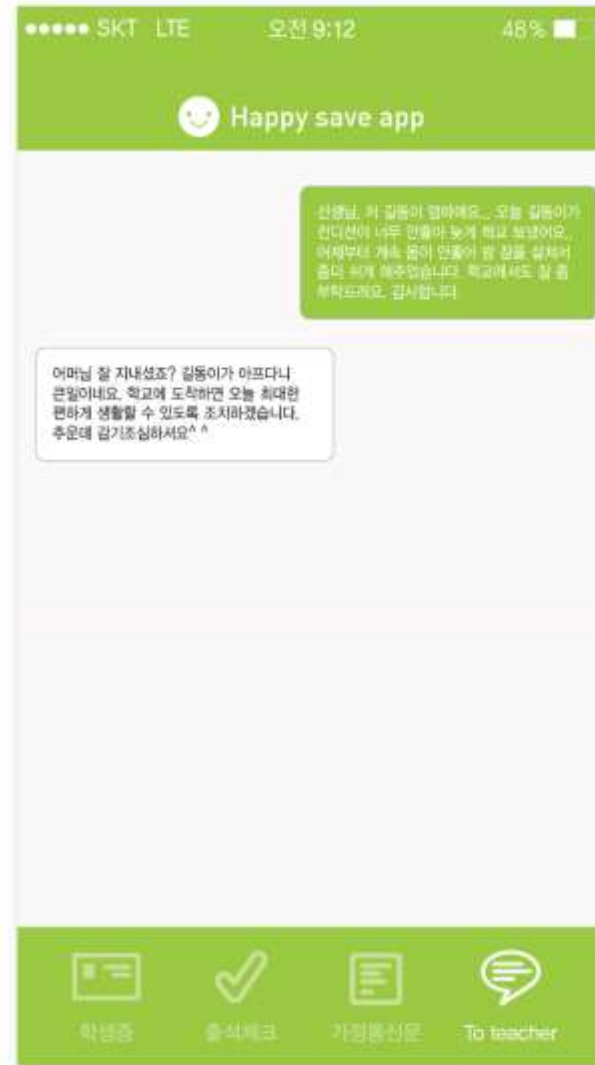 SKT LTE 오전 9:12 48%
Happy save app
선생님, 저 길동이 엄마에요.. 오늘 길동이가
컨디션이 너무 안좋아 늦게 학교 보냈어요.
어제부터 계속 몸이 안좋아 밤 잠을 설쳐서
좀더 쉬게 해주었습니다. 학교에서도 잘 좀
부탁드려요. 감사합니다.
어머님 잘 지내셨죠? 길동이가 아프다니
큰일이네요. 학교에 도착하면 오늘 최대한
편하게 생활할 수 있도록 조치하겠습니다.
추운데 감기조심하셔요^ ^
학생증 출석체크 가정통신문 To teacher